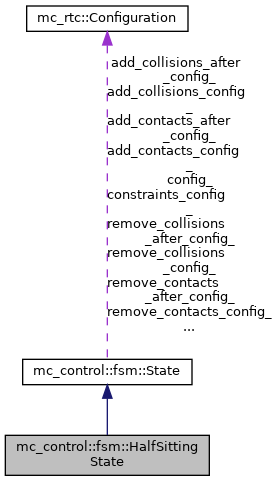 mc_rtc::Configuration
add_collisions_after
_config_
add_collisions_config
_
add_contacts_after
_config_
add_contacts_config
_
config_
constraints_config
_
remove_collisions
_after_config_
remove_collisions
_config_
remove_contacts
_after_config_
remove_contacts_config_
...
mc_control::fsm::State
mc_control::fsm::HalfSitting
State